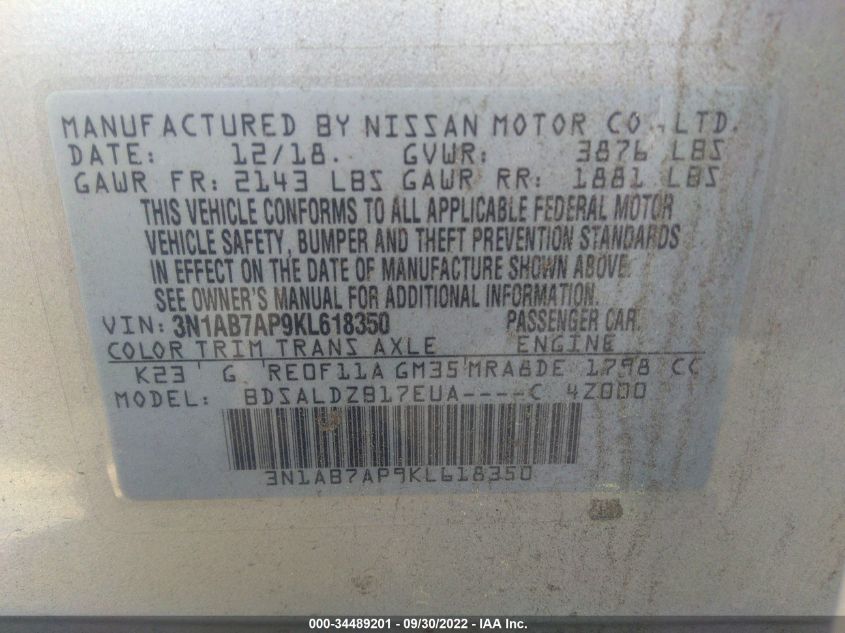 MANUFACTURED BY NISSAN MOTOR CO.,LTD.
DATE: 12/18. GVWR: 3876 LBS
GAWR FR: 2143 LBS GAWR RR: 1881 LBS
THIS VEHICLE CONFORMS TO ALL APPLICABLE FEDERAL MOTOR
VEHICLE SAFETY, BUMPER AND THEFT PREVENTION STANDARDS
IN EFFECT ON THE DATE OF MANUFACTURE SHOWN ABOVE.
SEE OWNER'S MANUAL FOR ADDITIONAL INFORMATION.
VIN: 3N1AB7AP9KL618350 PASSENGER CAR.
COLOR TRIM TRANS AXLE ENGINE
K23 G RE0F11A GM35 MRA8DE 1798 CC
MODEL: BDSALDZB17EUA----C 4Z000
3N1AB7AP9KL618350
000-34489201 - 09/30/2022 - IAA Inc.